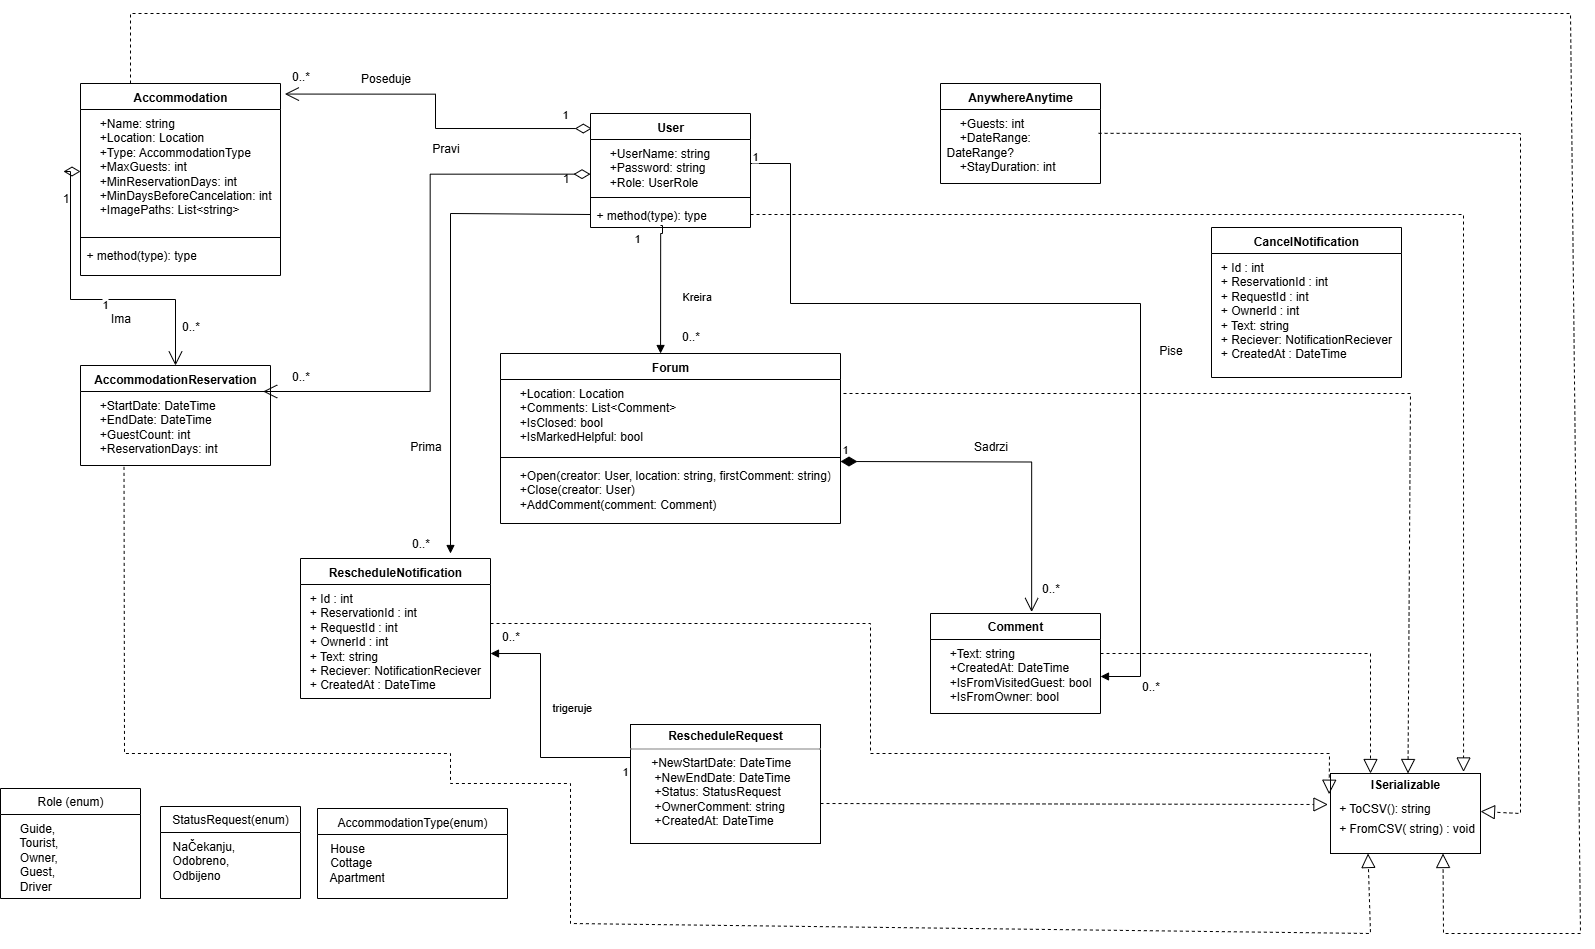 0..*
Poseduje
1
Accommodation
+Name: string
+Location: Location
+Type: AccommodationType
+MaxGuests: int
+MinReservationDays: int
+MinDaysBeforeCancelation: int
+ImagePaths: List<string>
+ method(type): type
1
Pravi
1
User
+UserName: string
+Password: string
+Role: UserRole
+ method(type): type
1
1
AnywhereAnytime
+Guests: int
+DateRange:
DateRange?
+StayDuration: int
CancelNotification
+ Id : int
+ ReservationId : int
+ RequestId : int
+ OwnerId : int
+ Text: string
+ Reciever: NotificationReciever
+ CreatedAt : DateTime
1
Ima
0..*
Kreira
0..*
Pise
AccommodationReservation
+StartDate: DateTime
+EndDate: DateTime
+GuestCount: int
+ReservationDays: int
0..*
Prima
0..*
Forum
+Location: Location
+Comments: List<Comment>
+IsClosed: bool
+IsMarkedHelpful: bool
+Open(creator: User, location: string, firstComment: string)
+Close(creator: User)
+AddComment(comment: Comment)
1
Sadrzi
0..*
RescheduleNotification
+ Id : int
+ ReservationId : int
+ RequestId : int
+ OwnerId : int
+ Text: string
+ Reciever: NotificationReciever
+ CreatedAt : DateTime
0..*
trigeruje
1
Comment
+Text: string
+CreatedAt: DateTime
+IsFromVisitedGuest: bool
+IsFromOwner: bool
0..*
RescheduleRequest
+NewStartDate: DateTime
+NewEndDate: DateTime
+Status: StatusRequest
+OwnerComment: string
+CreatedAt: DateTime
ISerializable
+ ToCSV(): string
+ FromCSV( string) : void
Role (enum)
Guide,
Tourist,
Owner,
Guest,
Driver
StatusRequest(enum)
NaČekanju,
Odobreno,
Odbijeno
AccommodationType(enum)
House
Cottage
Apartment